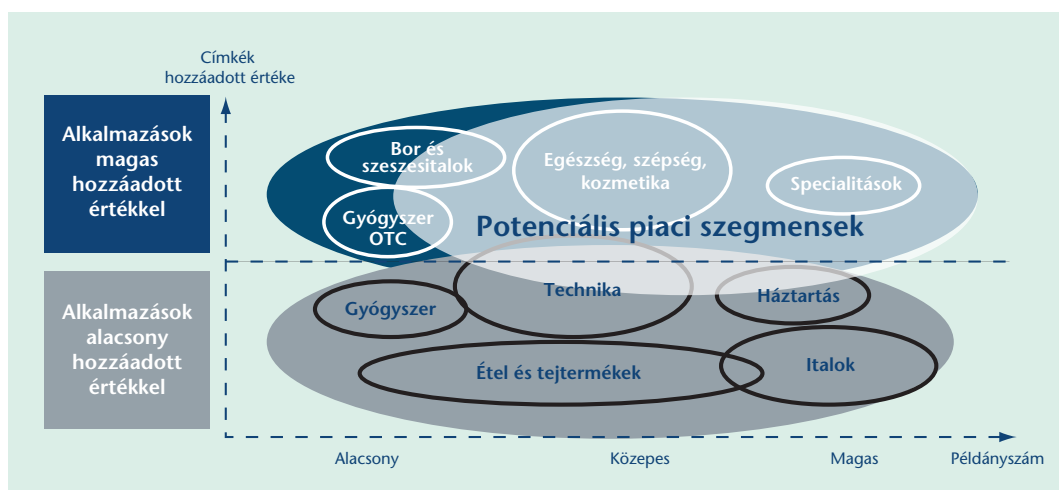 Címkék
hozzáadott értéke
Alkalmazások
magas
hozzáadott
értékkel
Bor és
szeszesitalok
Egészség, szépség,
kozmetika
Specialitások
Gyógyszer
OTC
Potenciális piaci szegmensek
Alkalmazások
alacsony
hozzáadott
értékkel
Gyógyszer
Technika
Háztartás
Étel és tejtermékek
Italok
Alacsony
Közepes
Magas
Példányszám